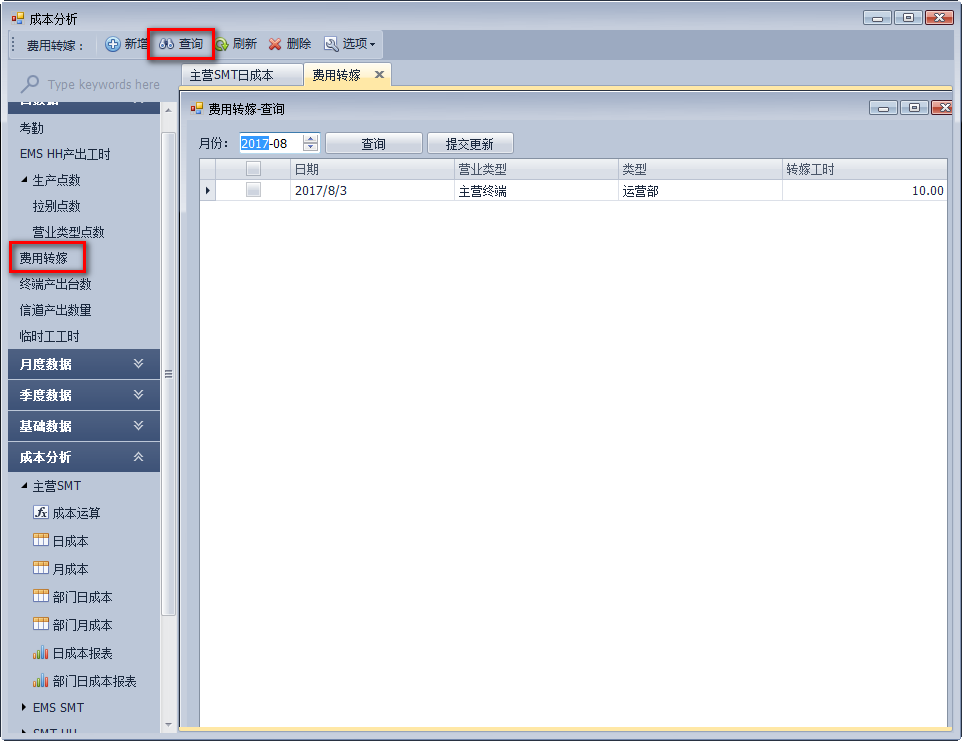 成本分析
费用转嫁： 新增 查询 刷新 删除 选项
Type keywords here
主营SMT日成本 费用转嫁
考勤
EMS HH产出工时
生产点数
拉别点数
营业类型点数
费用转嫁
终端产出台数
信道产出数量
临时工工时
月度数据
季度数据
基础数据
成本分析
主营SMT
成本运算
日成本
月成本
部门日成本
部门月成本
日成本报表
部门日成本报表
EMS SMT
费用转嫁-查询
月份： 2017-08 查询 提交更新
日期 营业类型 类型 转嫁工时
2017/8/3 主营终端 运营部 10.00